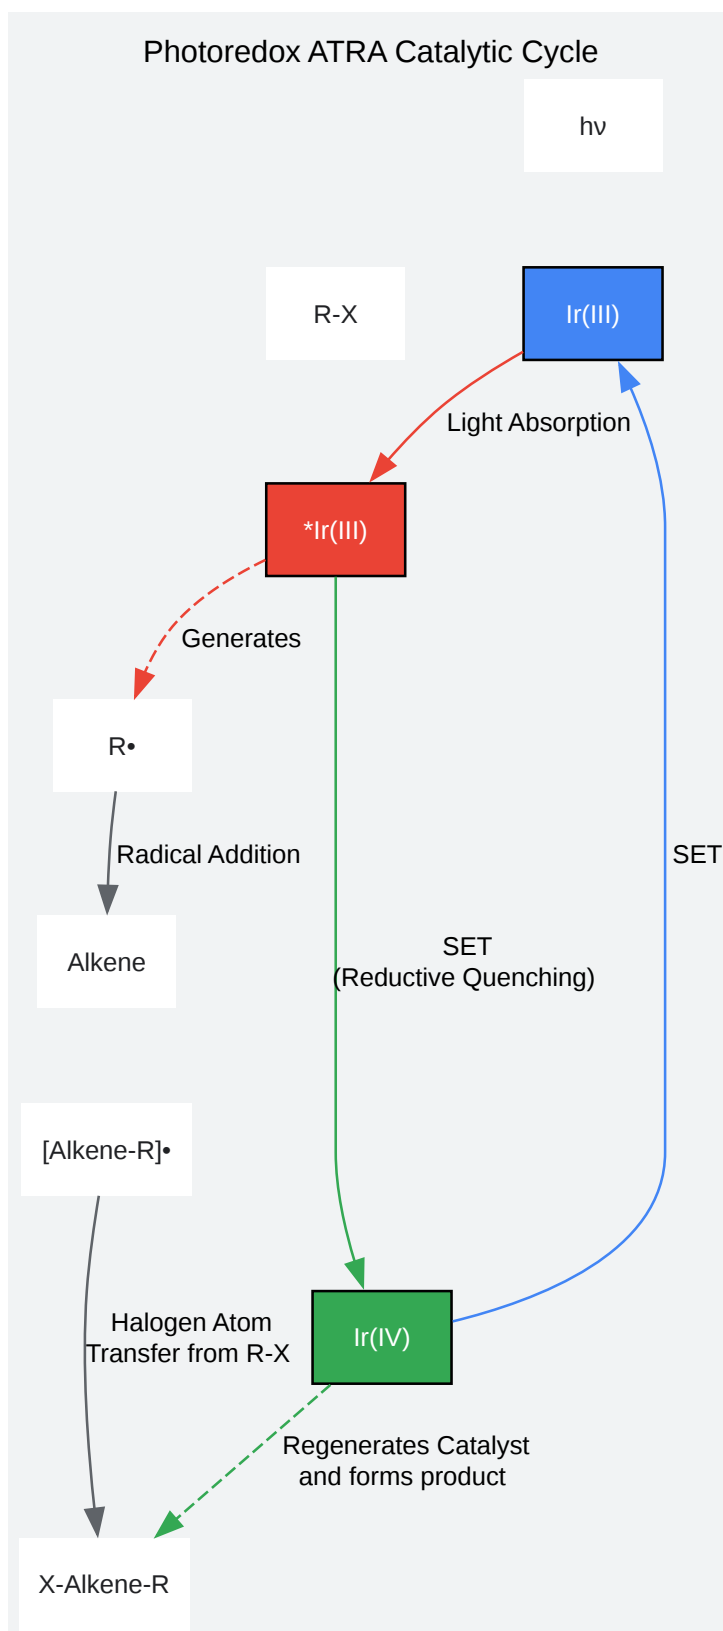 Photoredox ATRA Catalytic Cycle
hν
R-X
Ir(III)
Light Absorption
*Ir(III)
Generates
R•
Radical Addition
SET
Alkene
SET
(Reductive Quenching)
[Alkene-R]•
Halogen Atom
Transfer from R-X
Ir(IV)
Regenerates Catalyst
and forms product
X-Alkene-R